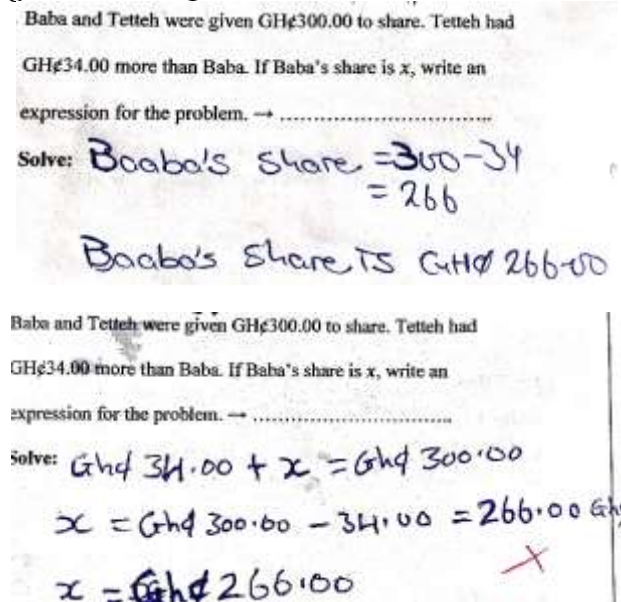 Baba and Tetteh were given GH¢300.00 to share. Tetteh had
GH¢34.00 more than Baba. If Baba's share is x, write an
expression for the problem. → ................................
Solve: Baaba's share = 300 - 34
= 266
Baaba's share is GH¢ 266.00
Baba and Tetteh were given GH¢300.00 to share. Tetteh had
GH¢34.00 more than Baba. If Baba's share is x, write an
expression for the problem. → ................................
Solve: Gh¢ 34.00 + x = Gh¢ 300.00
x = Gh¢ 300.00 - 34.00 = 266.00 Gh
x = Gh¢ 266.00